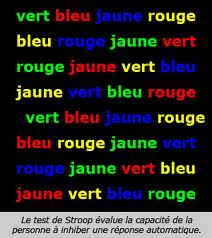 vert bleu jaune rouge
bleu rouge jaune vert
rouge jaune vert bleu
jaune vert bleu rouge
vert bleu jaune rouge
bleu rouge jaune vert
rouge jaune vert bleu
jaune vert bleu rouge
Le test de Stroop évalue la capacité de la
personne à inhiber une réponse automatique.